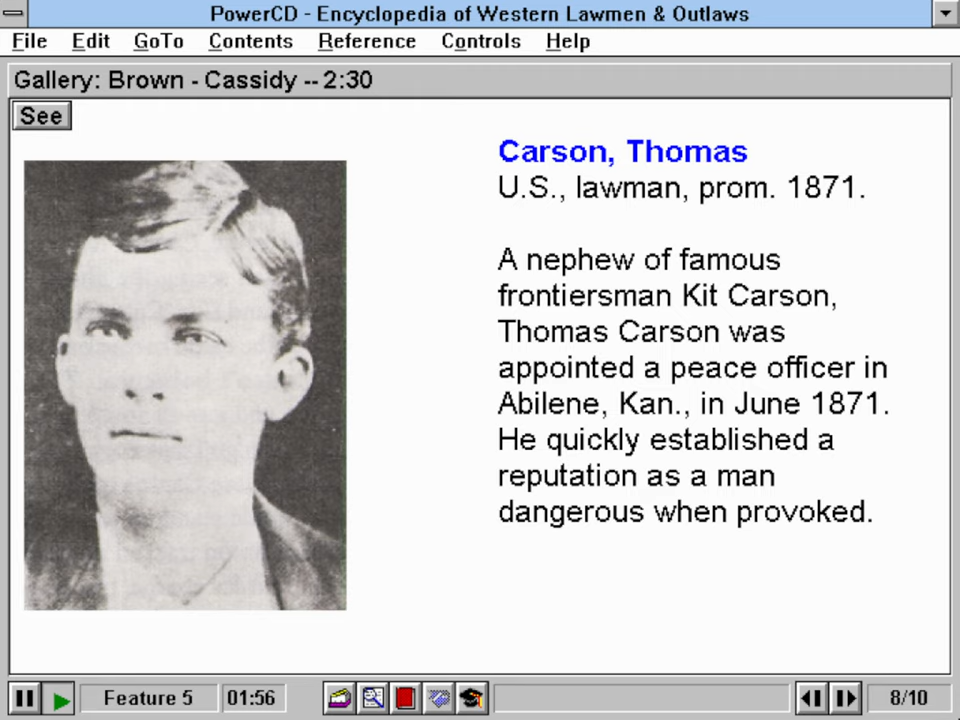 PowerCD - Encyclopedia of Western Lawmen & Outlaws
File Edit GoTo Contents Reference Controls Help
Gallery: Brown - Cassidy -- 2:30
See
Carson, Thomas
U.S., lawman, prom. 1871.
A nephew of famous
frontiersman Kit Carson,
Thomas Carson was
appointed a peace officer in
Abilene, Kan., in June 1871.
He quickly established a
reputation as a man
dangerous when provoked.
Feature 5 01:56 8/10